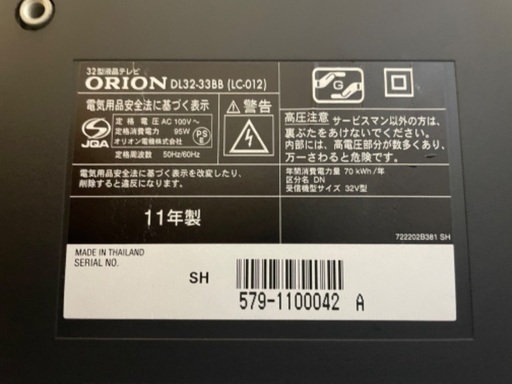 32型液晶テレビ
ORION DL32-33BB (LC-012)
電気用品安全法に基づく表示
JQA
定格電圧 AC 100V～
定格消費電力 95W
オリオン電機株式会社
定格周波数 50Hz/60Hz
PS
E
電気用品安全法に基づく表示を改変したり、
削除すると違反になります。
警告
G
高圧注意 サービスマン以外の方は、
裏ぶたをあけないでください。
内部には、高電圧部分が数多くあり、
万一さわると危険です。
年間消費電力量 70 kWh/年
区分名 DN
受信機型サイズ 32V型
11年製
722202B381 SH
MADE IN THAILAND
SERIAL NO.
SH
579-1100042 A